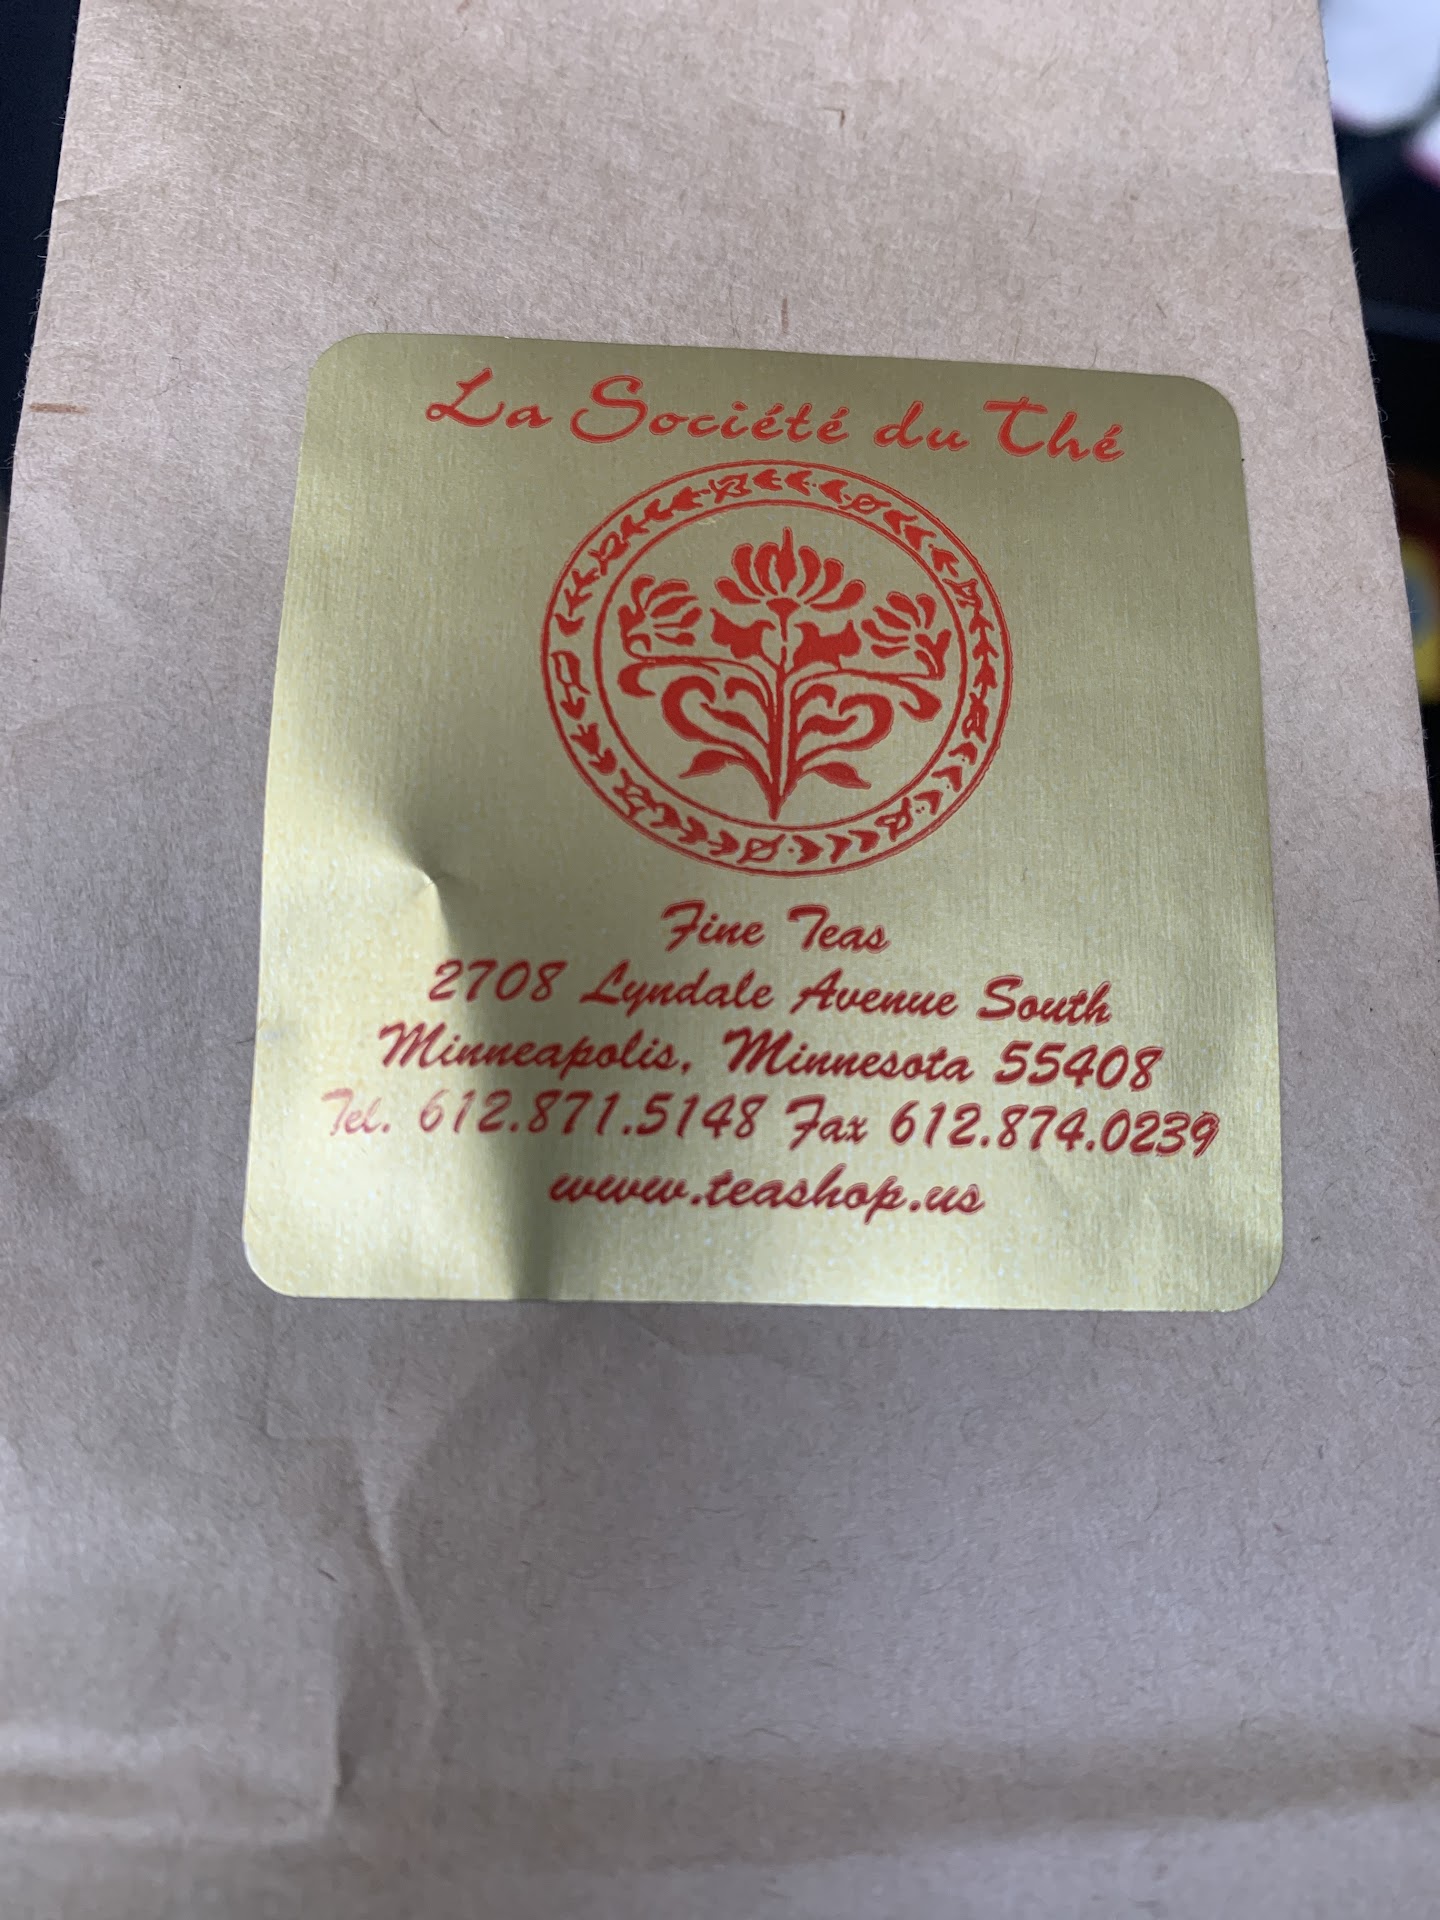 La Société du Thé
Fine Teas
2708 Lyndale Avenue South
Minneapolis, Minnesota 55408
Tel. 612.871.5148 Fax 612.874.0239
www.teashop.us